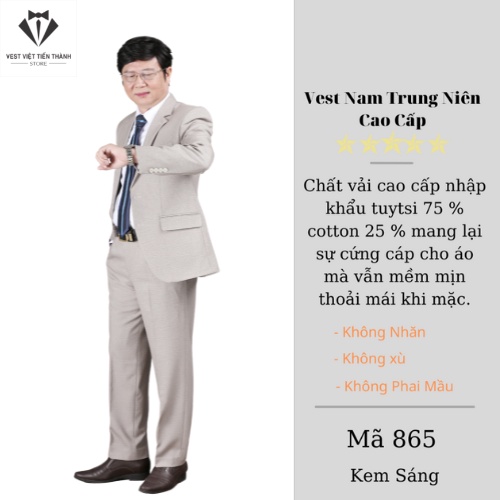 VEST VIỆT TIẾN THÀNH
STORE
Vest Nam Trung Niên
Cao Cấp
Chất vải cao cấp nhập
khẩu tuytsi 75 %
cotton 25 % mang lại
sự cứng cáp cho áo
mà vẫn mềm mịn
thoải mái khi mặc.
- Không Nhãn
- Không xù
- Không Phai Mầu
Mã 865
Kem Sáng